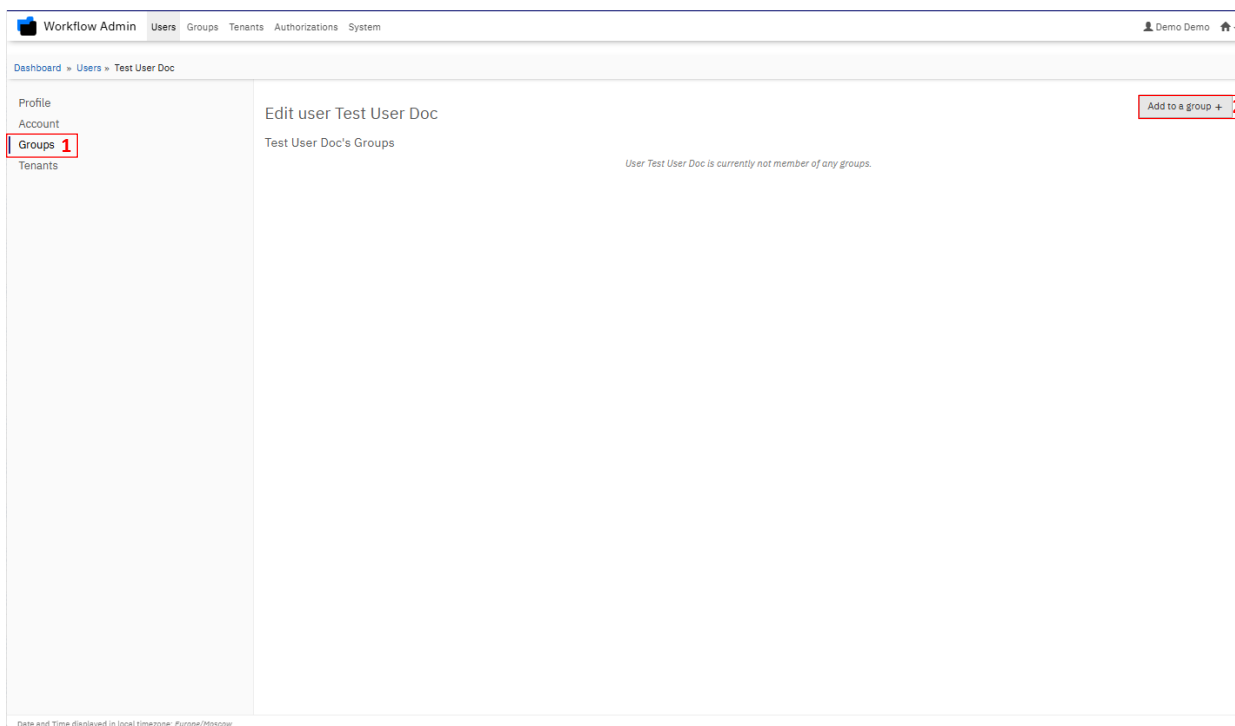 Workflow Admin Users Groups Tenants Authorizations System Demo Demo
Dashboard » Users » Test User Doc
Profile
Account
Groups 1
Tenants
Edit user Test User Doc
Add to a group + 2
Test User Doc's Groups
User Test User Doc is currently not member of any groups.
Date and Time displayed in local timezone: Europe/Moscow